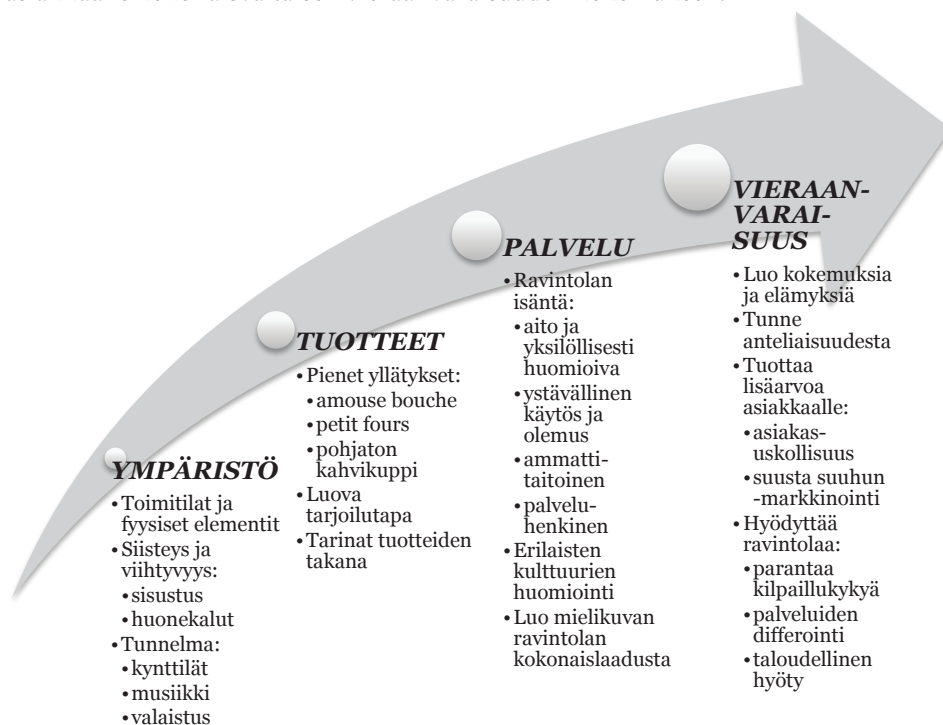 YMPÄRISTÖ
• Toimitilat ja
fyysiset elementit
• Siisteys ja
viihtyvyys:
• sisustus
• huonekalut
• Tunnelma:
• kynttilät
• musiikki
• valaistus
TUOTTEET
• Pienet yllätykset:
• amouse bouche
• petit fours
• pohjaton
kahvikuppi
• Luova
tarjoilutapa
• Tarinat tuotteiden
takana
PALVELU
• Ravintolan
isäntä:
• aito ja
yksilöllisesti
huomioiva
• ystävällinen
käytös ja
olemus
• ammatti-
taitoinen
• palvelu-
henkinen
• Erilaisten
kulttuurien
huomiointi
• Luo mielikuvan
ravintolan
kokonaislaadusta
VIERAAN-
VARAI-
SUUS
• Luo kokemuksia
ja elämyksiä
• Tunne
anteliaisuudesta
• Tuottaa
lisäarvoa
asiakkaalle:
• asiakas-
uskollisuus
• suusta suuhun
-markkinointi
• Hyödyttää
ravintolaa:
• parantaa
kilpaillukykyä
• palveluiden
differointi
• taloudellinen
hyöty